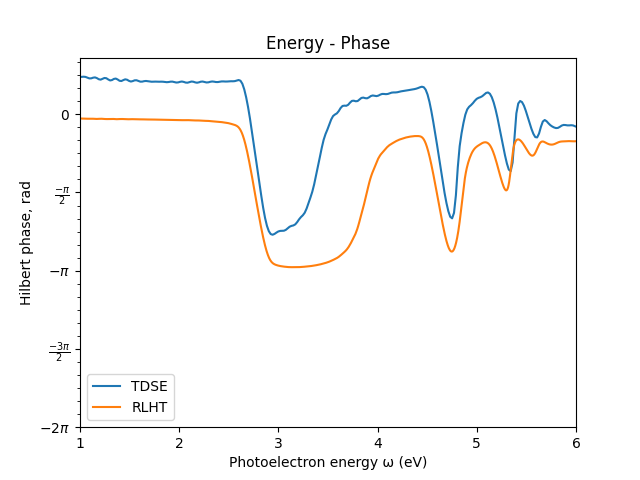 Energy - Phase
Hilbert phase, rad
0
−π/2
−π
−3π/2
−2π
TDSE
RLHT
1 2 3 4 5 6
Photoelectron energy ω (eV)